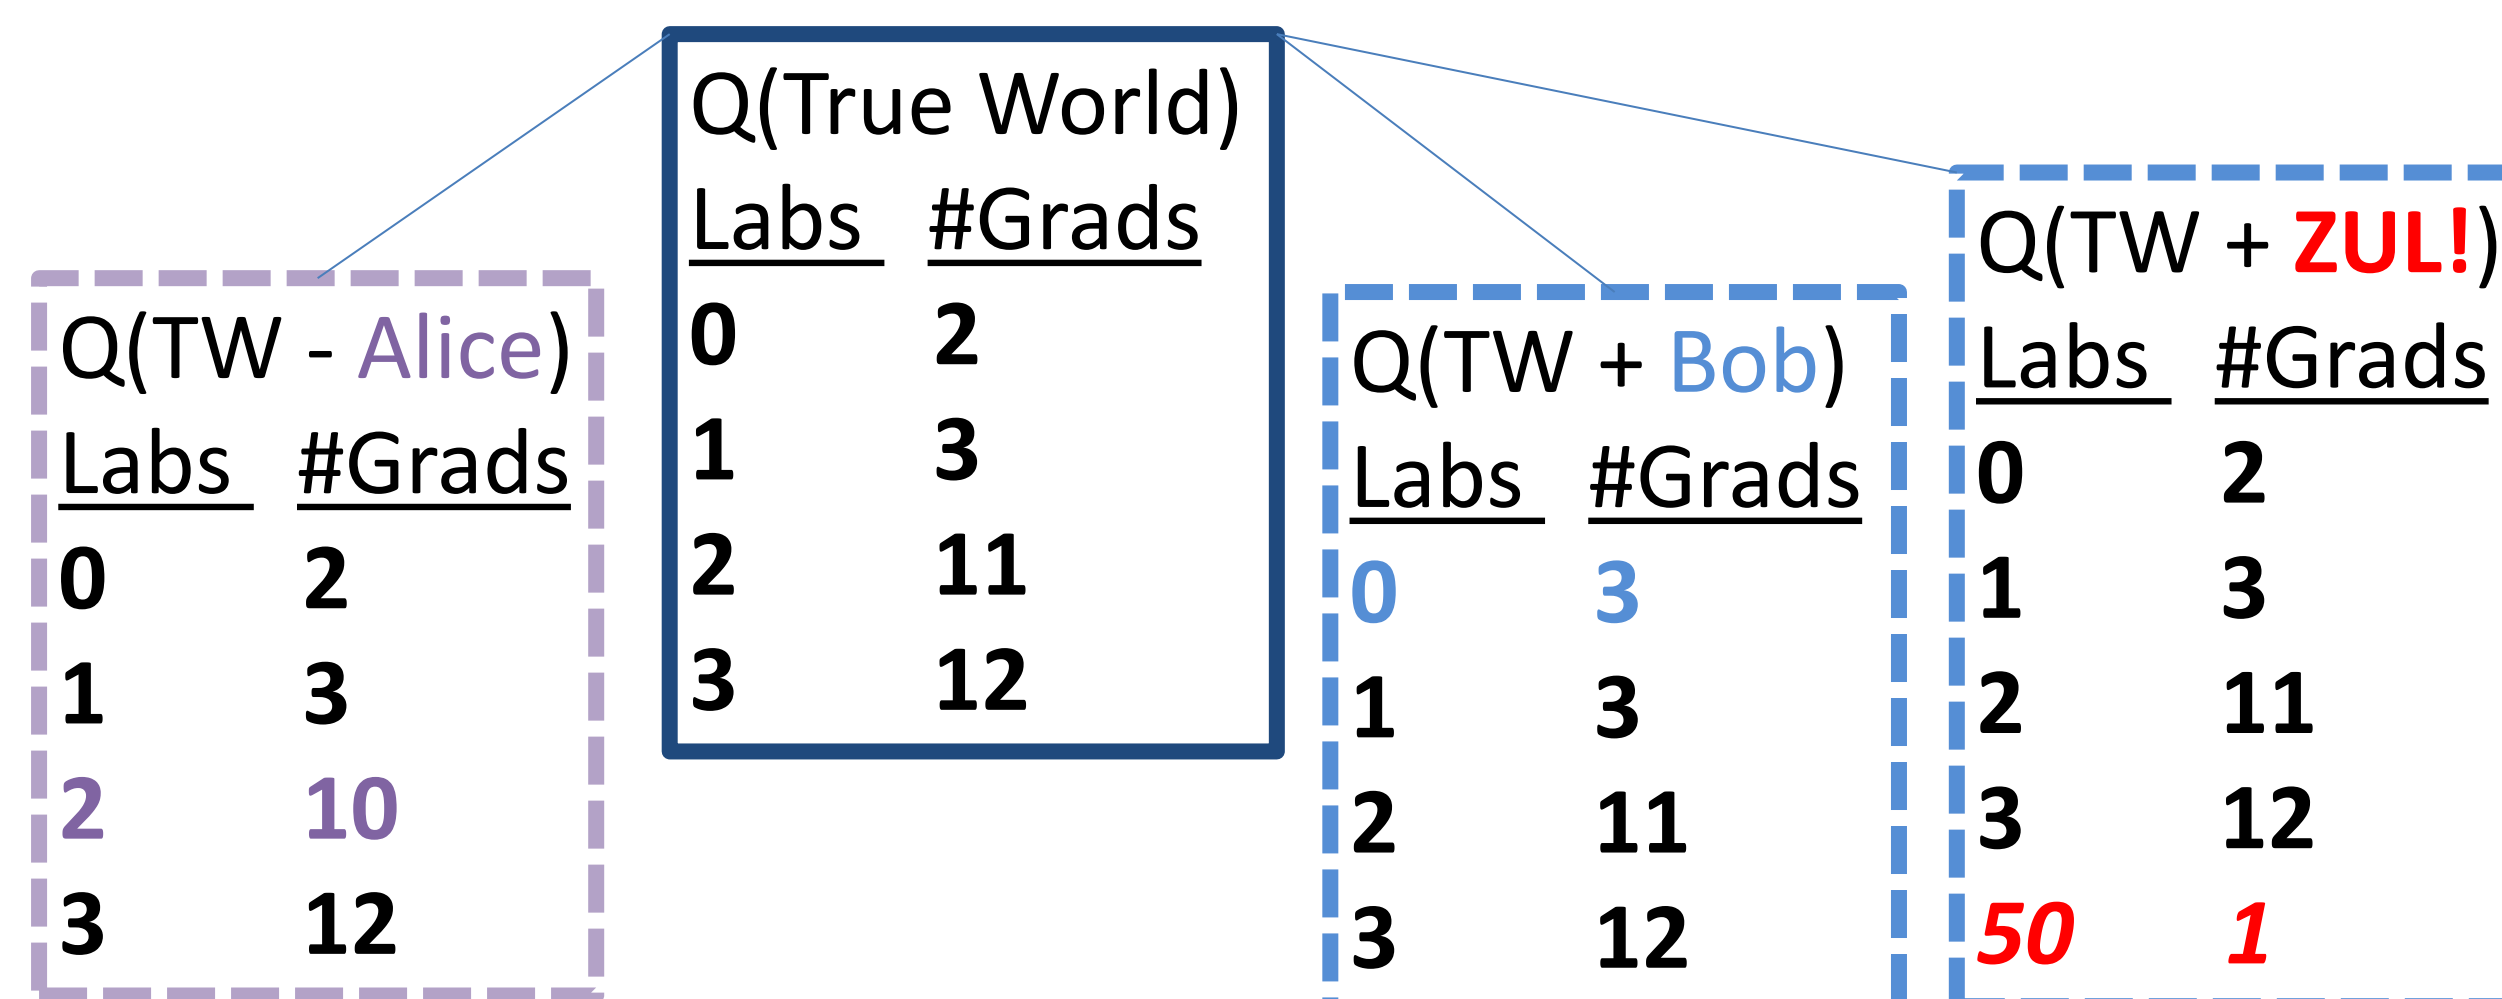 Q(True World)
Labs #Grads
0 2
1 3
2 11
3 12
Q(TW - Alice)
Labs #Grads
0 2
1 3
2 10
3 12
Q(TW + Bob)
Labs #Grads
0 3
1 3
2 11
3 12
Q(TW + ZUL!)
Labs #Grads
0 2
1 3
2 11
3 12
50 1